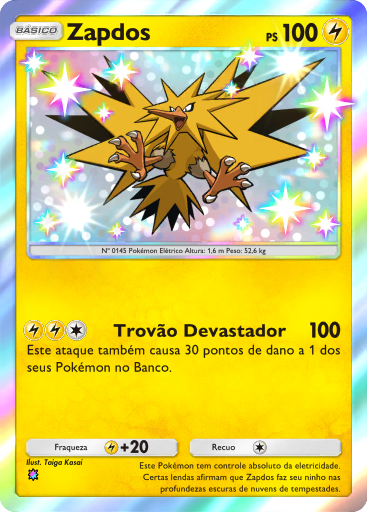 BÁSICO Zapdos PS 100
Nº 0145 Pokémon Elétrico Altura: 1,6 m Peso: 52,6 kg
Trovão Devastador 100
Este ataque também causa 30 pontos de dano a 1 dos
seus Pokémon no Banco.
Fraqueza +20 Recuo
Ilust. Taiga Kasai
Este Pokémon tem controle absoluto da eletricidade.
Certas lendas afirmam que Zapdos faz seu ninho nas
profundezas escuras de nuvens de tempestades.